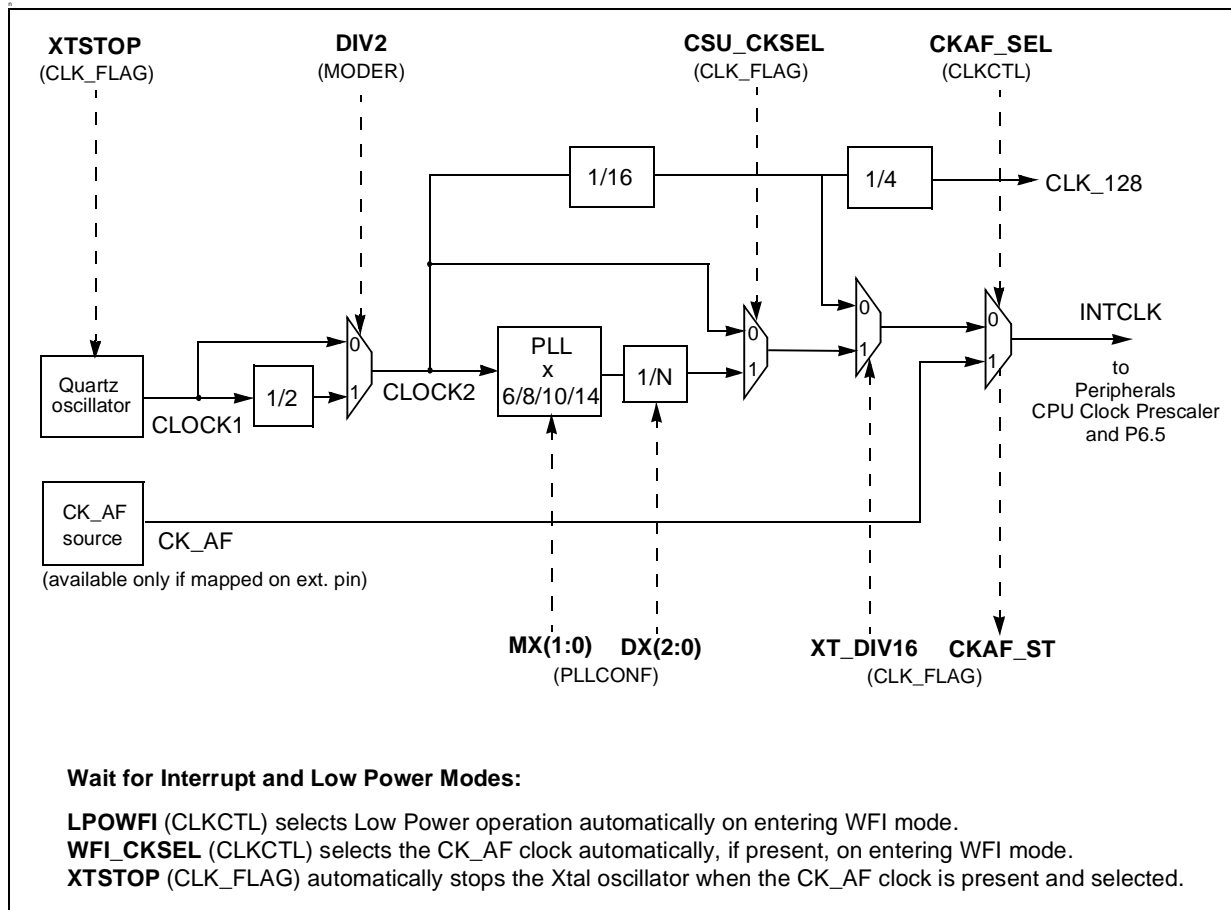 XTSTOP
(CLK_FLAG)
DIV2
(MODER)
CSU_CKSEL
(CLK_FLAG)
CKAF_SEL
(CLKCTL)
1/16
1/4
CLK_128
Quartz
oscillator
CLOCK1
1/2
0
1
CLOCK2
PLL
x
6/8/10/14
1/N
0
1
0
1
0
1
INTCLK
to
Peripherals
CPU Clock Prescaler
and P6.5
CK_AF
source
CK_AF
(available only if mapped on ext. pin)
MX(1:0)
DX(2:0)
(PLLCONF)
XT_DIV16
(CLK_FLAG)
CKAF_ST
Wait for Interrupt and Low Power Modes:
LPOWFI (CLKCTL) selects Low Power operation automatically on entering WFI mode.
WFI_CKSEL (CLKCTL) selects the CK_AF clock automatically, if present, on entering WFI mode.
XTSTOP (CLK_FLAG) automatically stops the Xtal oscillator when the CK_AF clock is present and selected.